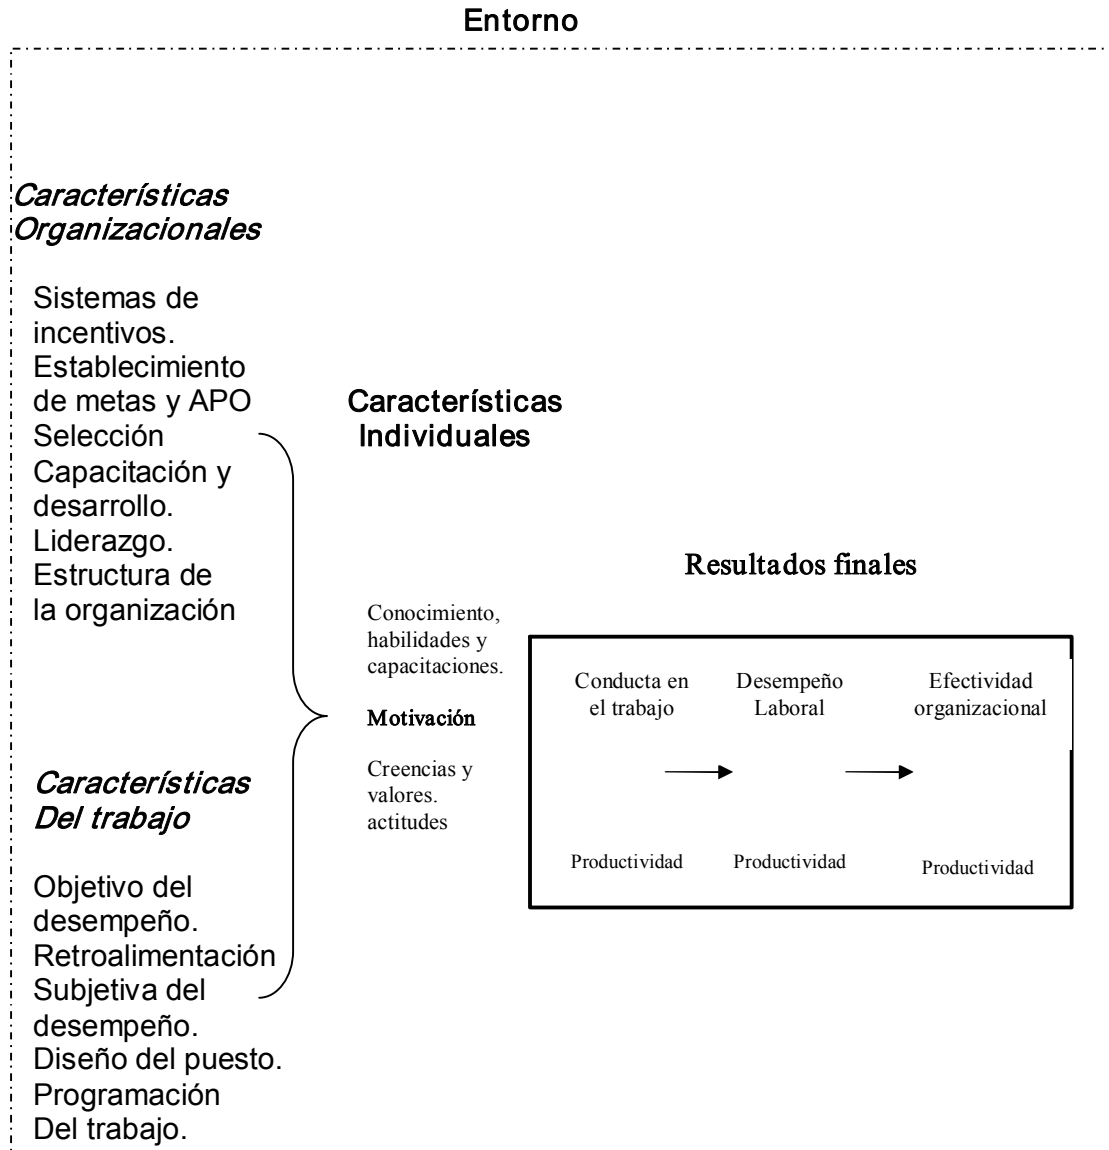 Entorno
Características
Organizacionales
Sistemas de
incentivos.
Establecimiento
de metas y APO
Selección
Capacitación y
desarrollo.
Liderazgo.
Estructura de
la organización
Características
Del trabajo
Objetivo del
desempeño.
Retroalimentación
Subjetiva del
desempeño.
Diseño del puesto.
Programación
Del trabajo.
Características
Individuales
Conocimiento,
habilidades y
capacitaciones.
Motivación
Creencias y
valores.
actitudes
Resultados finales
Conducta en
el trabajo
Desempeño
Laboral
Efectividad
organizacional
Productividad
Productividad
Productividad